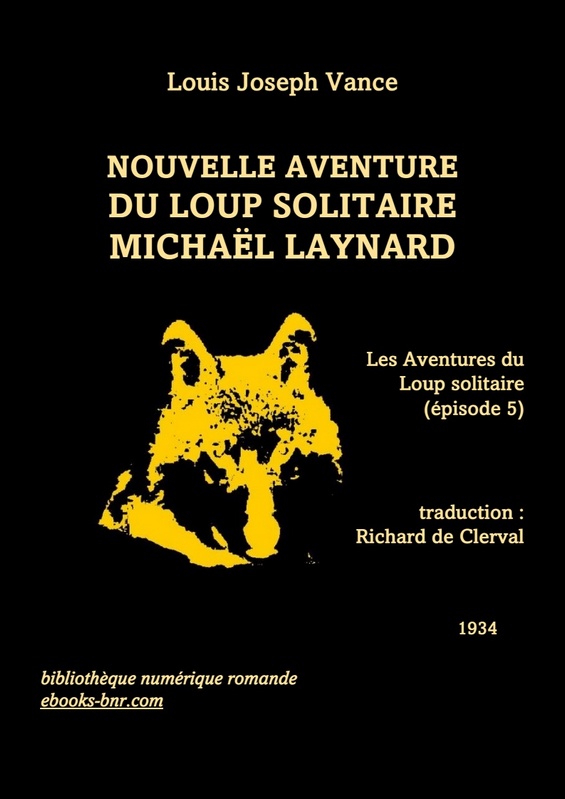 Louis Joseph Vance
NOUVELLE AVENTURE
DU LOUP SOLITAIRE
MICHAËL LAYNARD
Les Aventures du
Loup solitaire
(épisode 5)
traduction :
Richard de Clerval
1934
bibliothèque numérique romande
ebooks-bnr.com